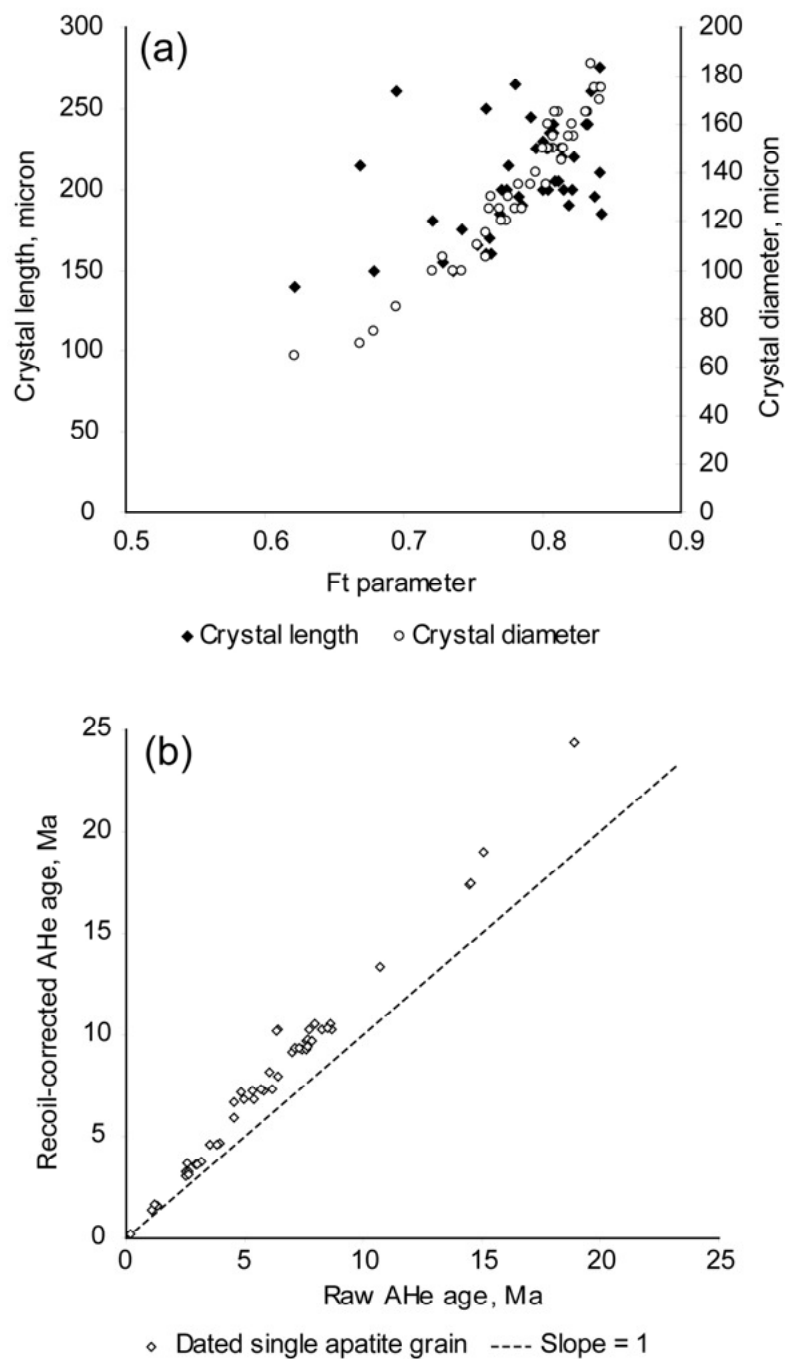 (a)
300
250
200
150
100
50
0
Crystal length, micron
200
180
160
140
120
100
80
60
40
20
0
Crystal diameter, micron
0.5 0.6 0.7 0.8 0.9
Ft parameter
Crystal length Crystal diameter
(b)
25
20
15
10
5
0
Recoil-corrected AHe age, Ma
0 5 10 15 20 25
Raw AHe age, Ma
Dated single apatite grain Slope = 1